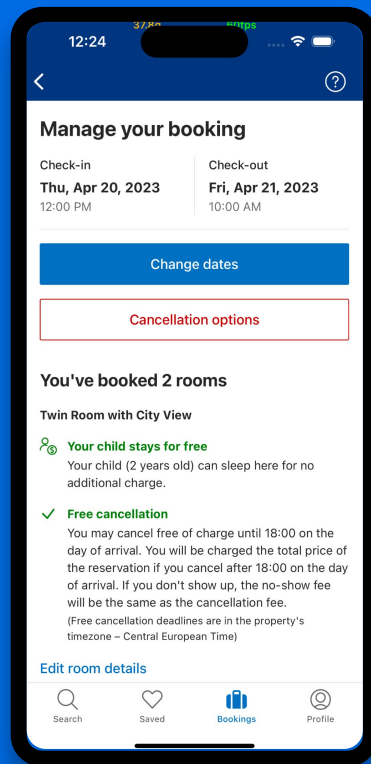 12:24
Manage your booking
Check-in
Check-out
Thu, Apr 20, 2023
Fri, Apr 21, 2023
12:00 PM
10:00 AM
Change dates
Cancellation options
You've booked 2 rooms
Twin Room with City View
Your child stays for free
Your child (2 years old) can sleep here for no
additional charge.
Free cancellation
You may cancel free of charge until 18:00 on the
day of arrival. You will be charged the total price of
the reservation if you cancel after 18:00 on the day
of arrival. If you don't show up, the no-show fee
will be the same as the cancellation fee.
(Free cancellation deadlines are in the property's
timezone – Central European Time)
Edit room details
Search
Saved
Bookings
Profile